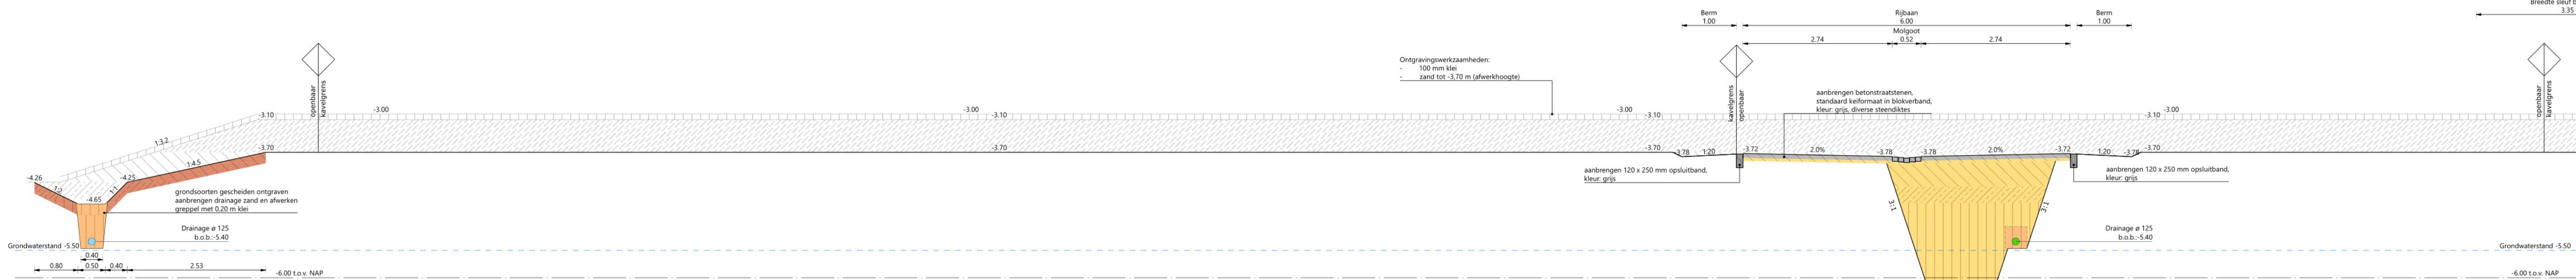 Breedte sleuf b
3.35
Berm
1.00
Rijbaan
6.00
Berm
1.00
Molgoot
2.74
0.52
2.74
Ontgravingswerkzaamheden:
- 100 mm klei
- zand tot -3,70 m (afwerkhoogte)
openbaar
kavelgrens
kavelgrens
openbaar
openbaar
kavelgrens
aanbrengen betonstraatstenen,
standaard keiformaat in blokverband,
kleur: grijs, diverse steendiktes
-3.00
-3.00
-3.00
-3.00
-3.10
-3.10
-3.10
-3.10
1:3.2
1:4.5
-3.70
-3.70
-3.70
-3.78
1:20
-3.72
2.0%
-3.78
-3.78
2.0%
-3.72
1:20
-3.78
-3.70
-4.26
1:2
-4.65
1:1
-4.25
aanbrengen 120 x 250 mm opsluitband,
kleur: grijs
aanbrengen 120 x 250 mm opsluitband,
kleur: grijs
grondsoorten gescheiden ontgraven
aanbrengen drainage zand en afwerken
greppel met 0,20 m klei
3:1
3:1
Drainage ø 125
b.o.b.:-5.40
Drainage ø 125
b.o.b.:-5.40
Grondwaterstand -5.50
Grondwaterstand -5.50
0.40
0.80
0.50
0.40
2.53
-6.00 t.o.v. NAP
-6.00 t.o.v. NAP